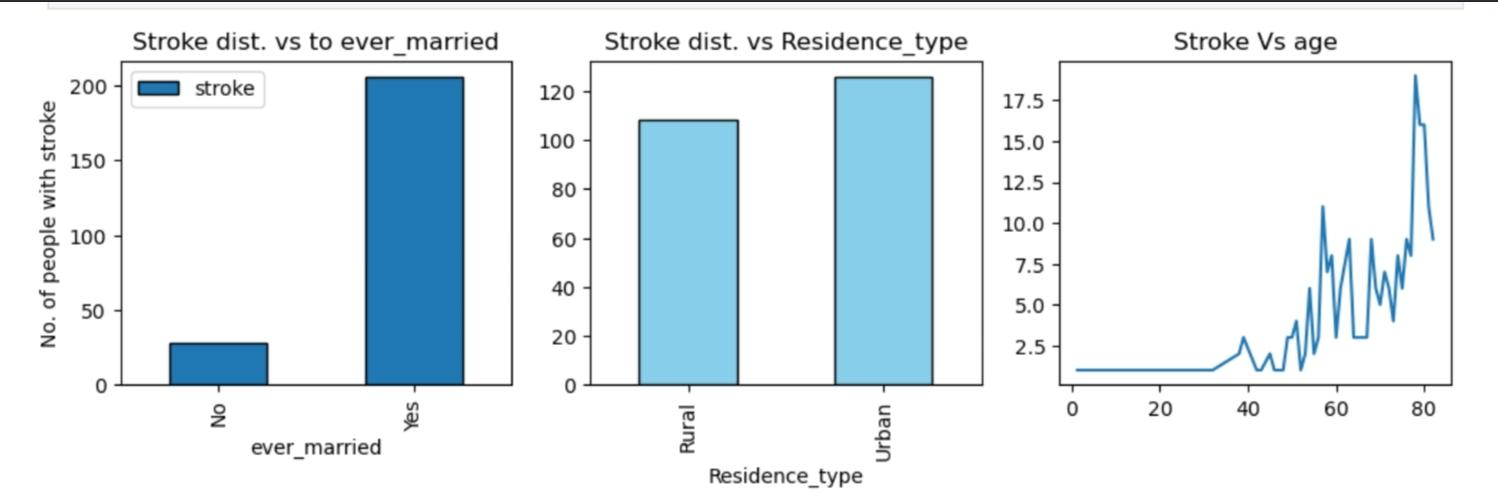 Stroke dist. vs to ever_married
No. of people with stroke
200
150
100
50
0
stroke
No
Yes
ever_married
Stroke dist. vs Residence_type
120
100
80
60
40
20
0
Rural
Urban
Residence_type
Stroke Vs age
17.5
15.0
12.5
10.0
7.5
5.0
2.5
0 20 40 60 80